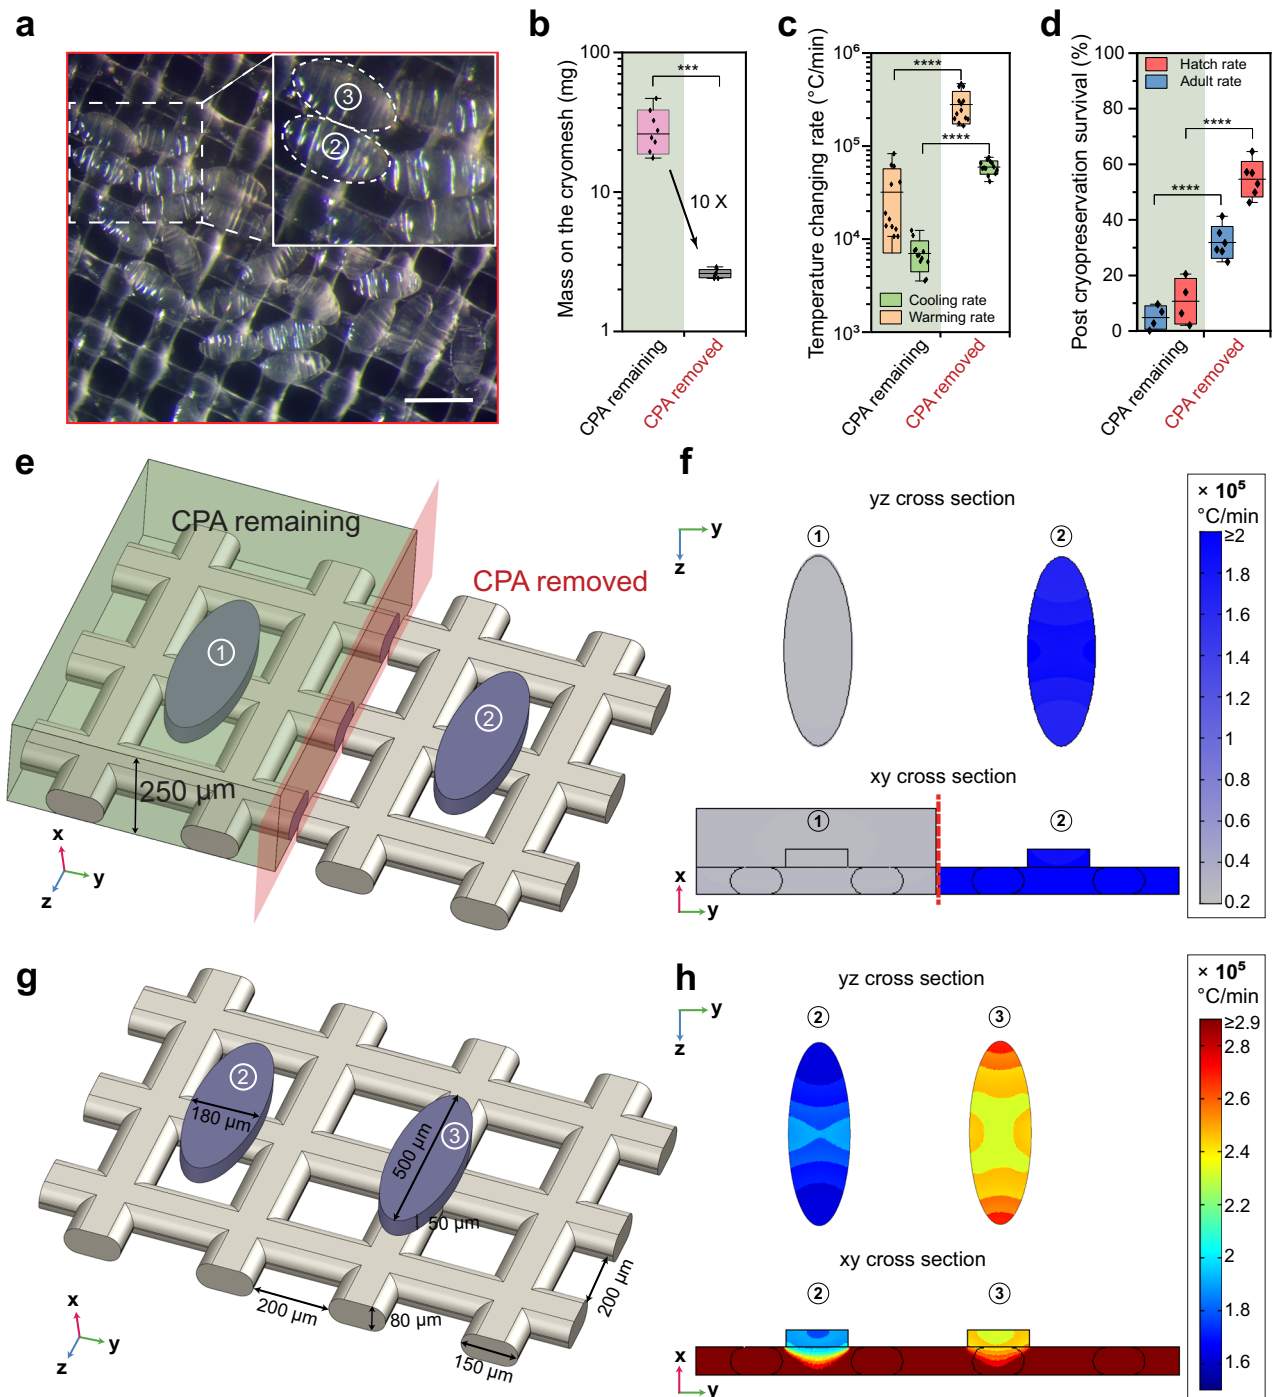 a
3
2
b
Mass on the cryomesh (mg)
100
10
1
***
10 X
CPA remaining
CPA removed
c
Temperature changing rate (°C/min)
10⁶
10⁵
10⁴
10³
****
****
Cooling rate
Warming rate
CPA remaining
CPA removed
d
Post cryopreservation survival (%)
100
80
60
40
20
0
Hatch rate
Adult rate
****
****
CPA remaining
CPA removed
e
CPA remaining
CPA removed
1
2
250 µm
x
y
z
f
yz cross section
y
z
1
2
xy cross section
1
2
x
y
× 10⁵
°C/min
≥2
1.8
1.6
1.4
1.2
1
0.8
0.6
0.4
0.2
g
2
180 µm
3
500 µm
50 µm
200 µm
200 µm
80 µm
150 µm
x
y
z
h
yz cross section
y
z
2
3
xy cross section
2
3
x
y
× 10⁵
°C/min
≥2.9
2.8
2.6
2.4
2.2
2
1.8
1.6